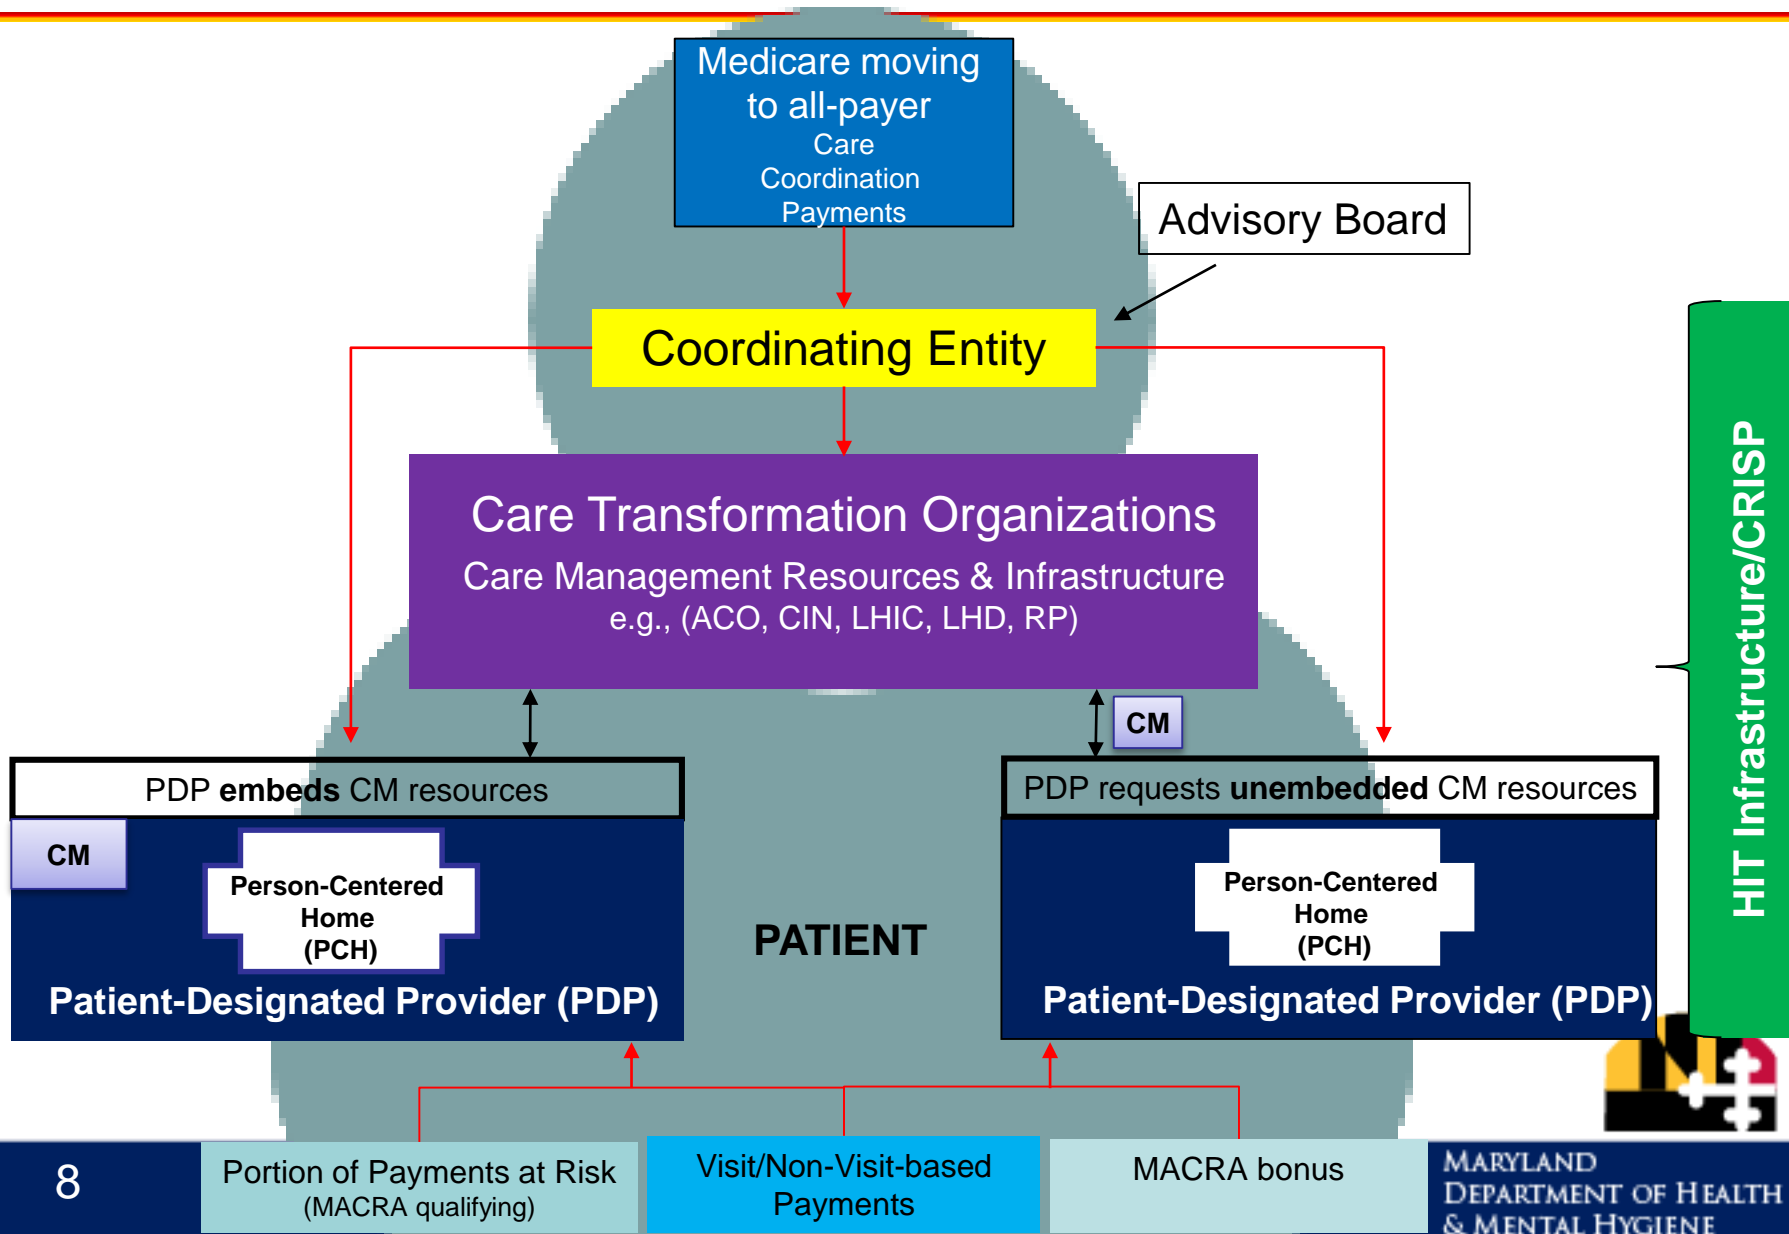 Medicare moving
to all-payer
Care
Coordination
Payments
Advisory Board
Coordinating Entity
Care Transformation Organizations
Care Management Resources & Infrastructure
e.g., (ACO, CIN, LHIC, LHD, RP)
HIT Infrastructure/CRISP
CM
PDP embeds CM resources
PDP requests unembedded CM resources
CM
Person-Centered
Home
(PCH)
Patient-Designated Provider (PDP)
PATIENT
Person-Centered
Home
(PCH)
Patient-Designated Provider (PDP)
8
Portion of Payments at Risk
(MACRA qualifying)
Visit/Non-Visit-based
Payments
MACRA bonus
MARYLAND
DEPARTMENT OF HEALTH
& MENTAL HYGIENE